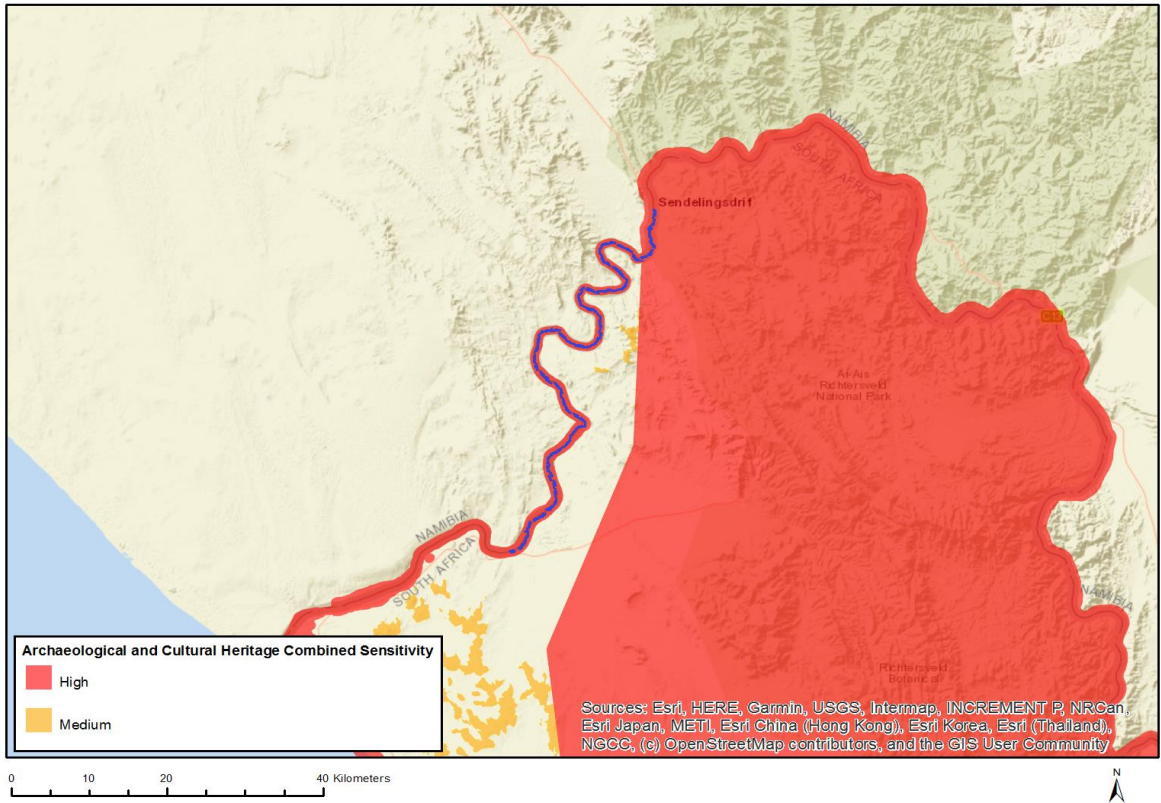 NAMIBIA
SOUTH AFRICA
Sendelingsdrif
C13
Ai-Ais
Richtersveld
National Park
NAMIBIA
SOUTH AFRICA
NAMIBIA
Richtersveld
Botanical
Archaeological and Cultural Heritage Combined Sensitivity
High
Medium
Sources: Esri, HERE, Garmin, USGS, Intermap, INCREMENT P, NRCan,
Esri Japan, METI, Esri China (Hong Kong), Esri Korea, Esri (Thailand),
NGCC, (c) OpenStreetMap contributors, and the GIS User Community
0 10 20 40 Kilometers
N